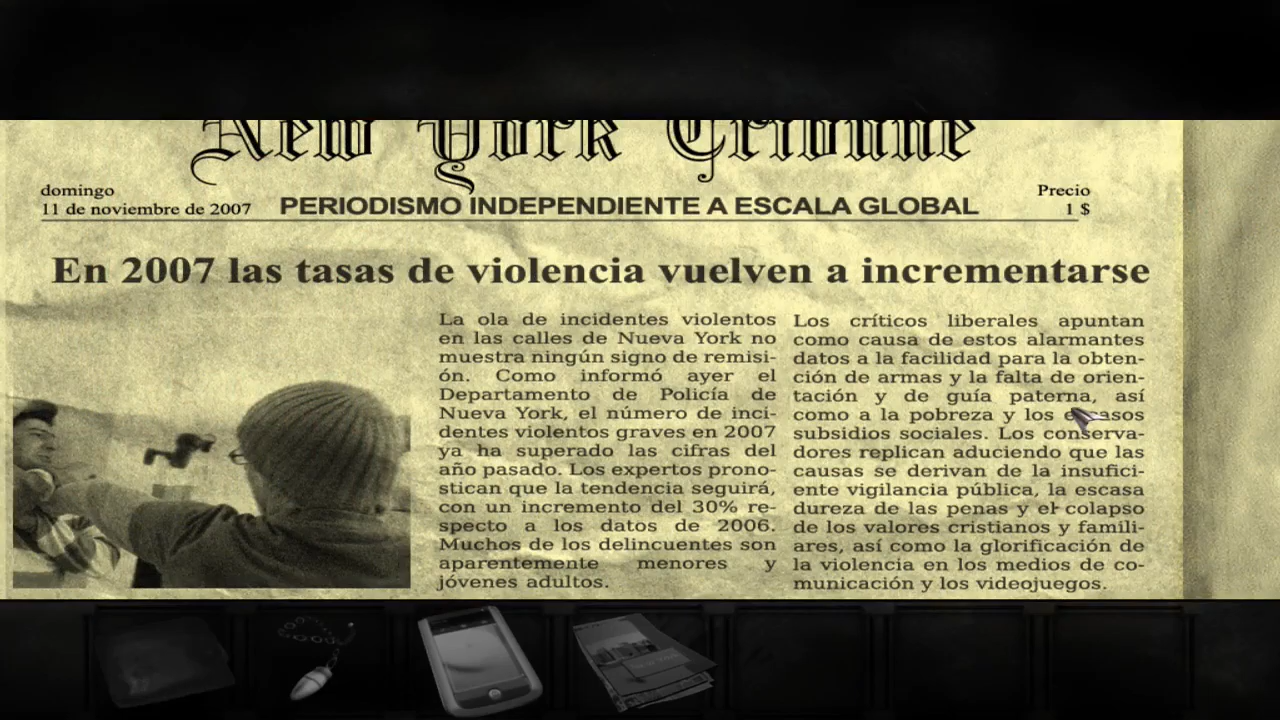 New York Tribune
domingo
11 de noviembre de 2007
PERIODISMO INDEPENDIENTE A ESCALA GLOBAL
Precio
1 $
En 2007 las tasas de violencia vuelven a incrementarse
La ola de incidentes violentos
en las calles de Nueva York no
muestra ningún signo de remisi-
ón. Como informó ayer el
Departamento de Policía de
Nueva York, el número de inci-
dentes violentos graves en 2007
ya ha superado las cifras del
año pasado. Los expertos prono-
stican que la tendencia seguirá,
con un incremento del 30% re-
specto a los datos de 2006.
Muchos de los delincuentes son
aparentemente menores y
jóvenes adultos.
Los críticos liberales apuntan
como causa de estos alarmantes
datos a la facilidad para la obten-
ción de armas y la falta de orien-
tación y de guía paterna, así
como a la pobreza y los escasos
subsidios sociales. Los conserva-
dores replican aduciendo que las
causas se derivan de la insufici-
ente vigilancia pública, la escasa
dureza de las penas y el colapso
de los valores cristianos y famili-
ares, así como la glorificación de
la violencia en los medios de co-
municación y los videojuegos.